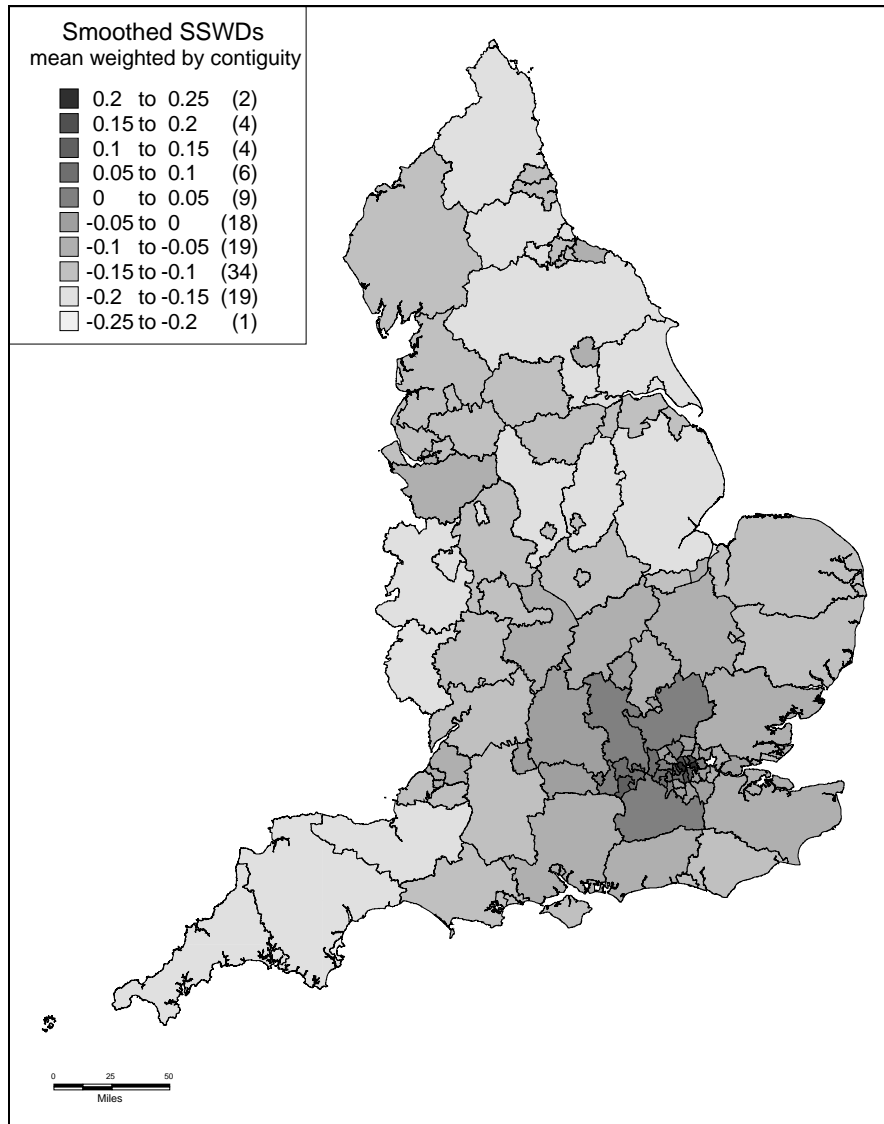 Smoothed SSWDs
mean weighted by contiguity
0.2 to 0.25 (2)
0.15 to 0.2 (4)
0.1 to 0.15 (4)
0.05 to 0.1 (6)
0 to 0.05 (9)
-0.05 to 0 (18)
-0.1 to -0.05 (19)
-0.15 to -0.1 (34)
-0.2 to -0.15 (19)
-0.25 to -0.2 (1)
0 25 50
Miles